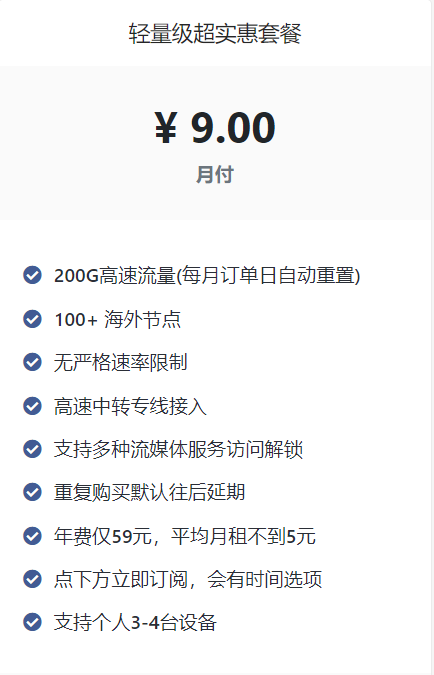 轻量级超实惠套餐
¥ 9.00
月付
200G高速流量(每月订单日自动重置)
100+ 海外节点
无严格速率限制
高速中转专线接入
支持多种流媒体服务访问解锁
重复购买默认往后延期
年费仅59元，平均月租不到5元
点下方立即订阅，会有时间选项
支持个人3-4台设备